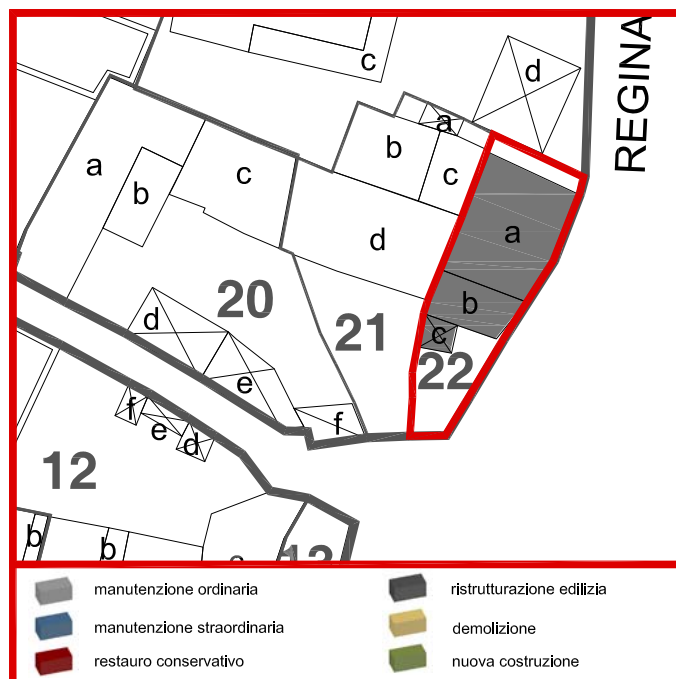 REGINA
c
d
a
b
c
a
b
c
b
d
a
20
21
b
d
c
22
e
f
f
e
d
12
b
b
manutenzione ordinaria
ristrutturazione edilizia
manutenzione straordinaria
demolizione
restauro conservativo
nuova costruzione